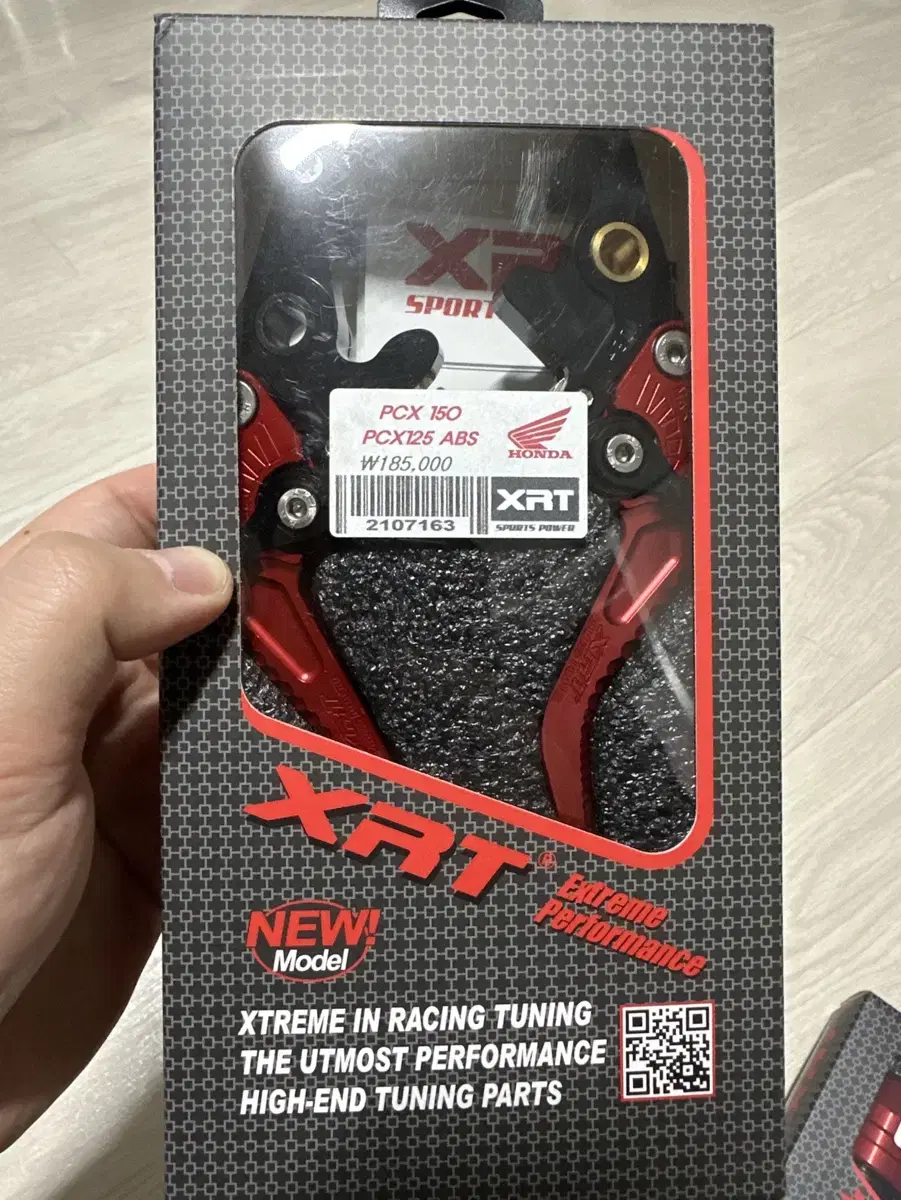 XR
SPORT
PCX 150
PCX125 ABS
HONDA
₩185,000
2107163
XRT
SPORTS POWER
XRT
XRT®
Extreme
Performance
NEW!
Model
XTREME IN RACING TUNING
THE UTMOST PERFORMANCE
HIGH-END TUNING PARTS